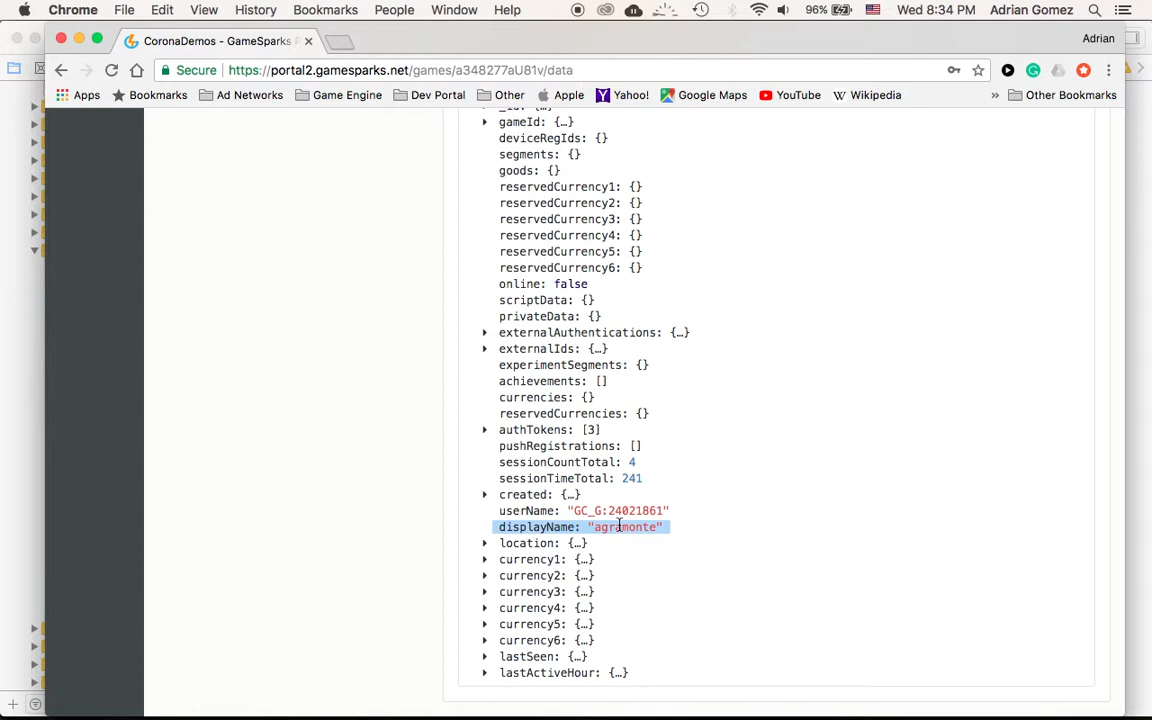 Chrome File Edit View History Bookmarks People Window Help 96% Wed 8:34 PM Adrian Gomez
CoronaDemos - GameSparks P Adrian
Secure https://portal2.gamesparks.net/games/a348277aU81v/data
Apps Bookmarks Ad Networks Game Engine Dev Portal Other Apple Yahoo! Google Maps YouTube Wikipedia » Other Bookmarks
_id: {…}
gameId: {…}
deviceRegIds: {}
segments: {}
goods: {}
reservedCurrency1: {}
reservedCurrency2: {}
reservedCurrency3: {}
reservedCurrency4: {}
reservedCurrency5: {}
reservedCurrency6: {}
online: false
scriptData: {}
privateData: {}
externalAuthentications: {…}
externalIds: {…}
experimentSegments: {}
achievements: []
currencies: {}
reservedCurrencies: {}
authTokens: [3]
pushRegistrations: []
sessionCountTotal: 4
sessionTimeTotal: 241
created: {…}
userName: "GC_G:24021861"
displayName: "agramonte"
location: {…}
currency1: {…}
currency2: {…}
currency3: {…}
currency4: {…}
currency5: {…}
currency6: {…}
lastSeen: {…}
lastActiveHour: {…}